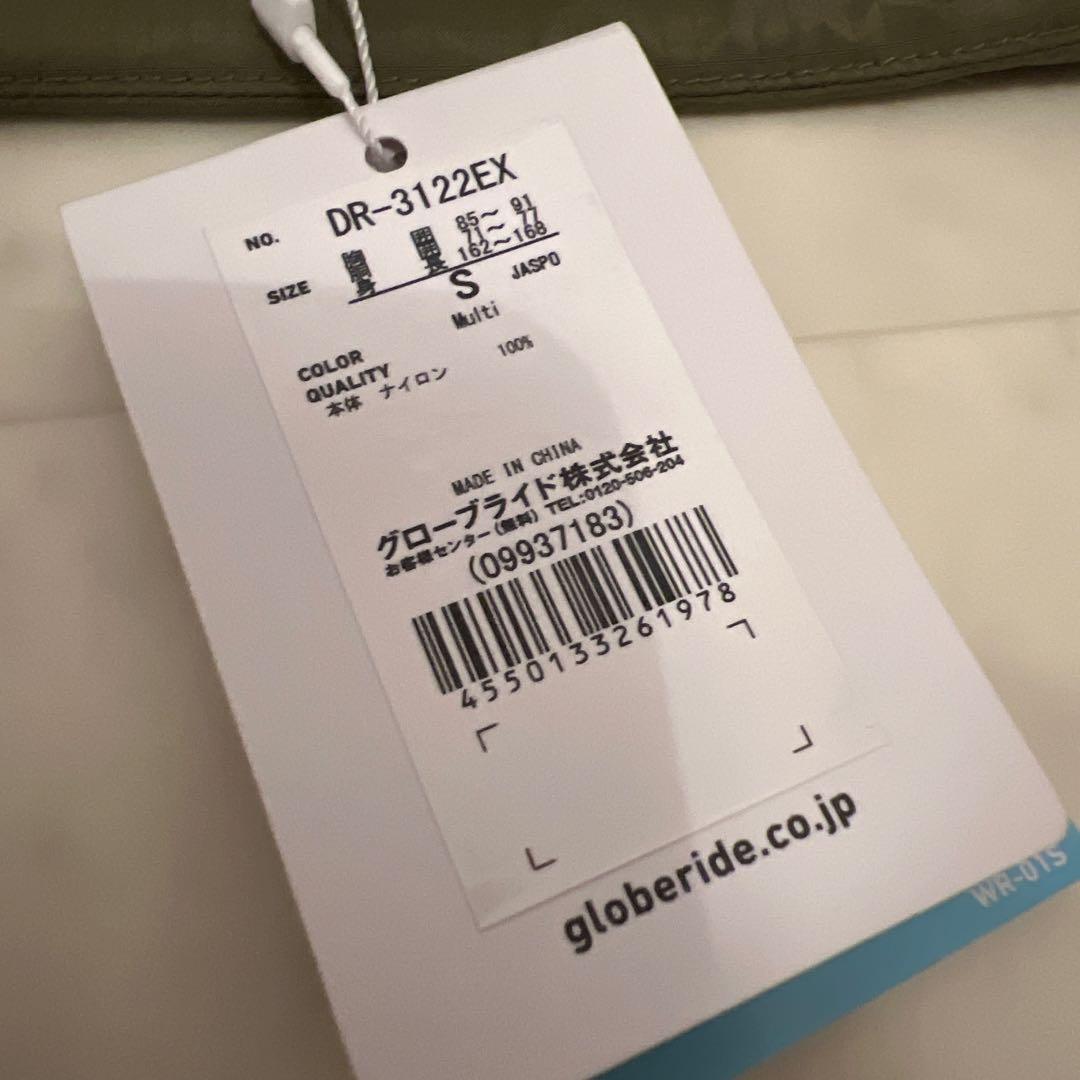 NO. DR-3122EX
胸 囲 85～ 91
胴 囲 71～ 77
身 長 162～168
SIZE S JASPO
COLOR Multi
QUALITY
本体 ナイロン 100%
MADE IN CHINA
グローブライド株式会社
お客様センター(無料) TEL:0120-506-204
(09937183)
4550133261978
globeride.co.jp
WR-01S